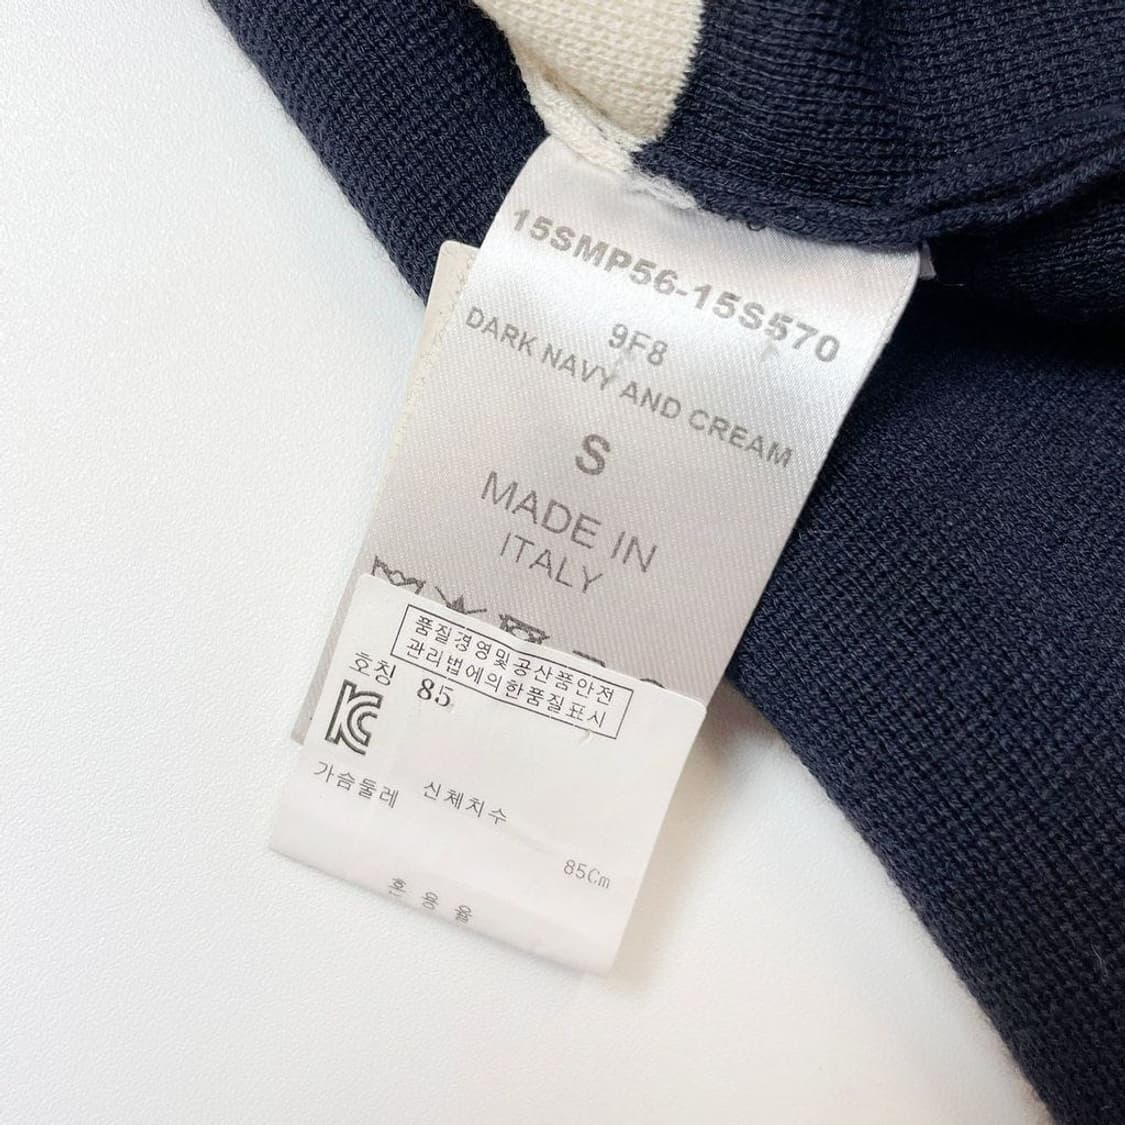 15SMP56-15S570
9F8
DARK NAVY AND CREAM
S
MADE IN
ITALY
품질경영및공산품안전
관리법에의한품질표시
호칭 85
가슴둘레 신체치수
85Cm
혼용율